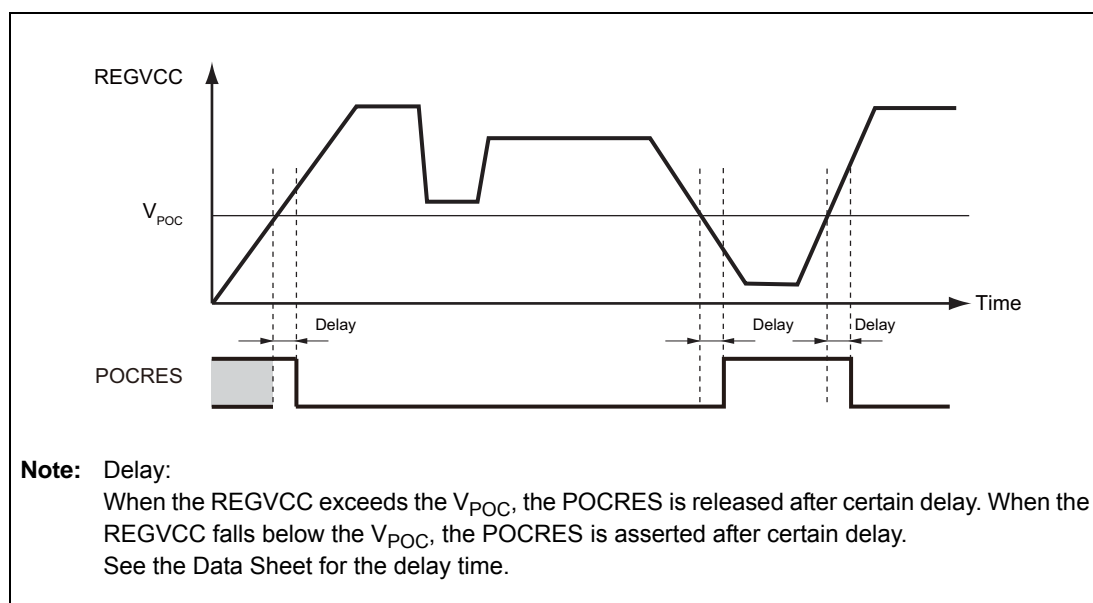 REGVCC
VPOC
Time
Delay
Delay
Delay
POCRES
Note: Delay:
When the REGVCC exceeds the VPOC, the POCRES is released after certain delay. When the
REGVCC falls below the VPOC, the POCRES is asserted after certain delay.
See the Data Sheet for the delay time.